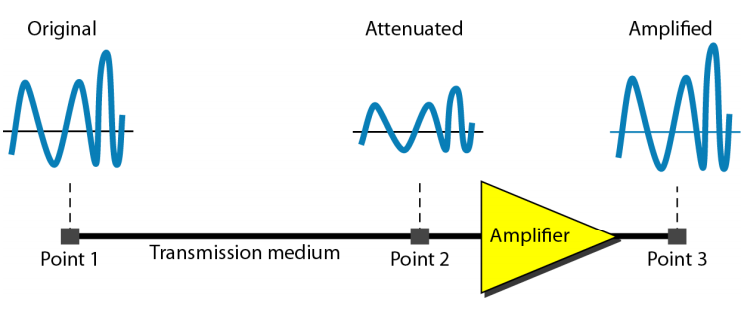 Original
Attenuated
Amplified
Amplifier
Point 1
Transmission medium
Point 2
Point 3